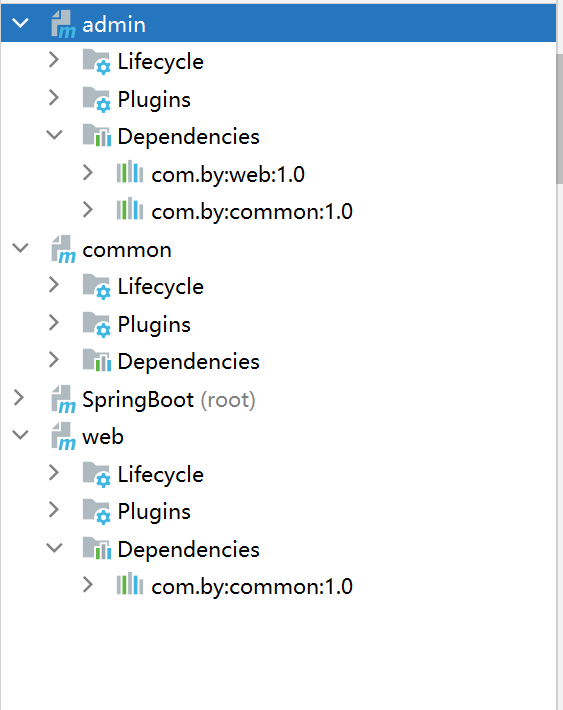 admin
Lifecycle
Plugins
Dependencies
com.by:web:1.0
com.by:common:1.0
common
Lifecycle
Plugins
Dependencies
SpringBoot (root)
web
Lifecycle
Plugins
Dependencies
com.by:common:1.0